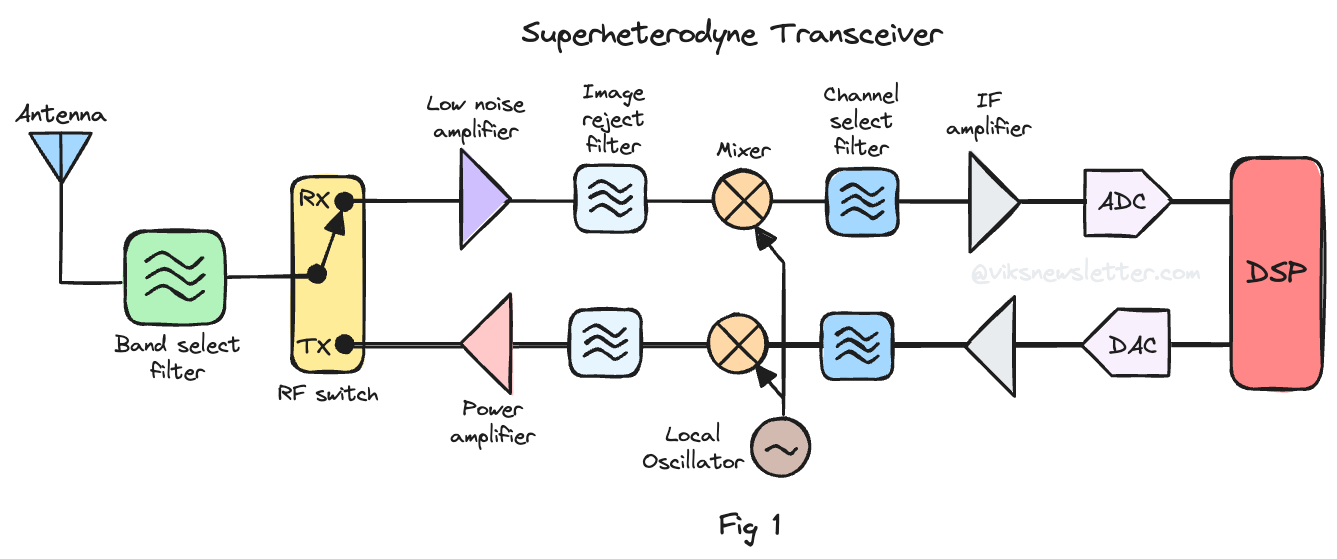 Superheterodyne Transceiver
Antenna
Low noise
amplifier
Image
reject
filter
Mixer
Channel
select
filter
IF
amplifier
RX
ADC
@viksnewsletter.com
DSP
Band select
filter
TX
RF switch
DAC
Power
amplifier
Local
Oscillator
Fig 1